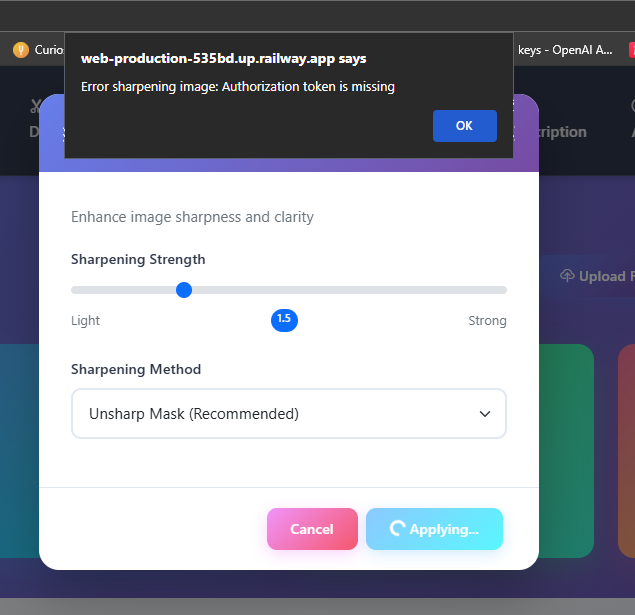 Curio
keys - OpenAI A...
web-production-535bd.up.railway.app says
Error sharpening image: Authorization token is missing
OK
D
cription
Enhance image sharpness and clarity
Sharpening Strength
Upload F
Light
1.5
Strong
Sharpening Method
Unsharp Mask (Recommended)
Cancel
Applying...